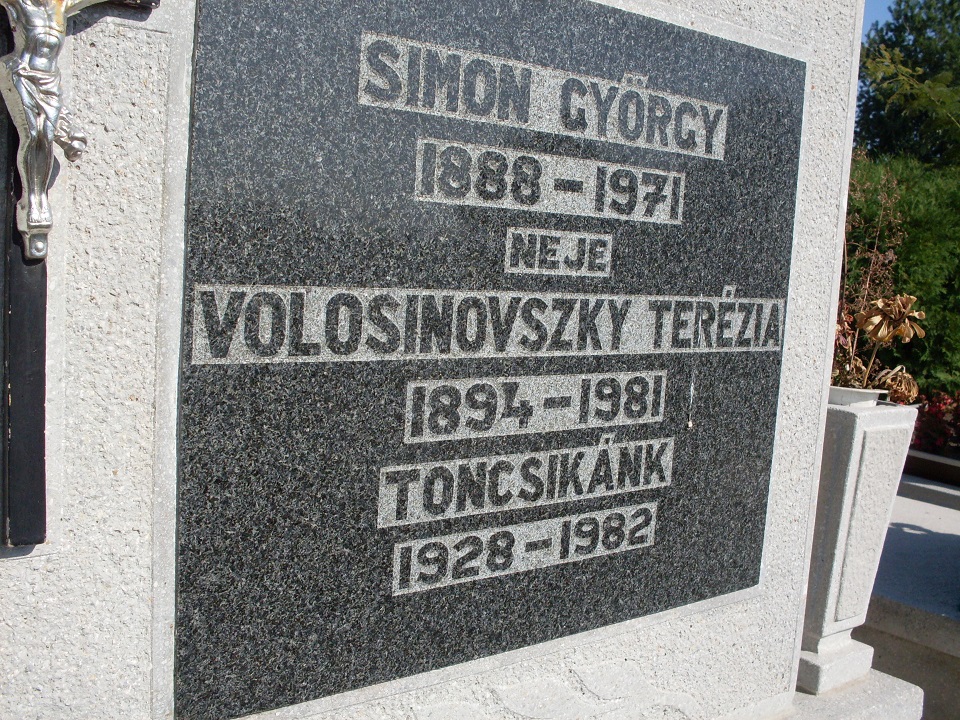 SIMON GYÖRGY
1888-1971
NEJE
VOLOSINOVSZKY TERÉZIA
1894-1981
TONCSIKÁNK
1928-1982